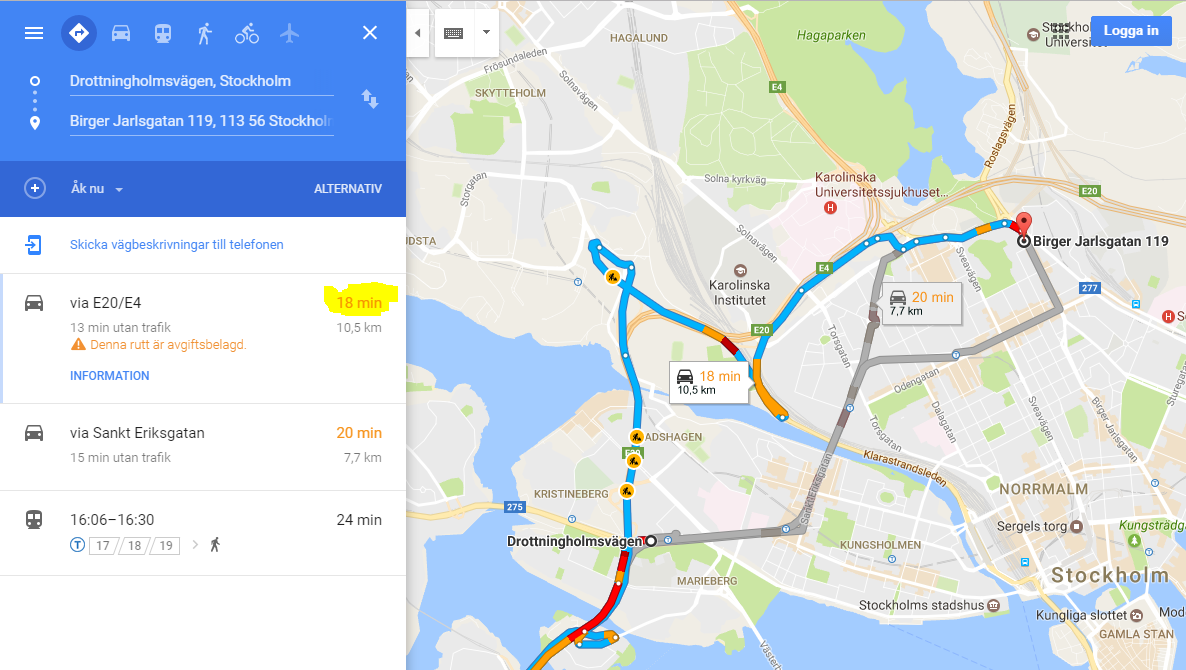 Drottningholmsvägen, Stockholm
Birger Jarlsgatan 119, 113 56 Stockholm
Åk nu
ALTERNATIV
Skicka vägbeskrivningar till telefonen
via E20/E4
18 min
13 min utan trafik
10,5 km
Denna rutt är avgiftsbelagd.
INFORMATION
via Sankt Eriksgatan
20 min
15 min utan trafik
7,7 km
16:06–16:30
24 min
T 17 18 19
Logga in
HAGALUND
Hagaparken
Universitet
Frösundaleden
Solnavägen
SKYTTEHOLM
E4
Roslagsvägen
Storgatan
Solna kyrkväg
Karolinska
Universitetssjukhuset...
H
E20
Solnavägen
Birger Jarlsgatan 119
Sveavägen
E4
Karolinska
Institutet
20 min
7,7 km
277
H
E20
Torsgatan
18 min
10,5 km
Odengatan
Sturegatan
Sveavägen
Birger Jarlsgatan
Dalagatan
Torsgatan
ADSHAGEN
Klarastrandsleden
Sankt Eriksgatan
KRISTINEBERG
NORRMALM
275
Sergels torg
Kungsträdg
Drottningholmsvägen
KUNGSHOLMEN
MARIEBERG
Stockholm
Stockholms stadshus
Kungliga slottet
Mode
GAMLA STAN